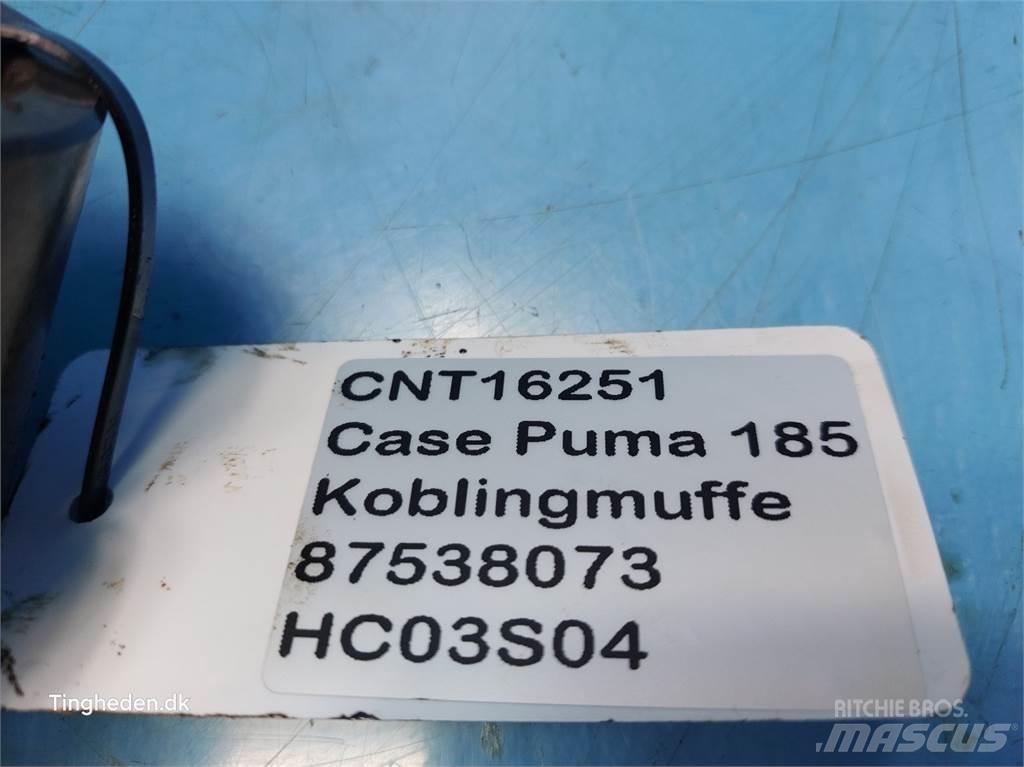 CNT16251
Case Puma 185
Koblingmuffe
87538073
HC03S04
Tingheden.dk
RITCHIE BROS.
MASCUS